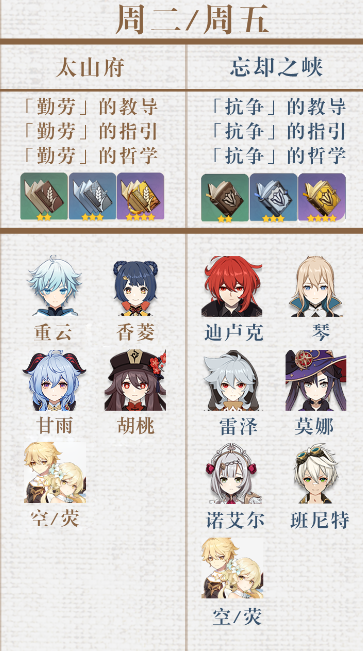 周二/周五
太山府
忘却之峡
「勤劳」的教导
「勤劳」的指引
「勤劳」的哲学
「抗争」的教导
「抗争」的指引
「抗争」的哲学
重云
香菱
甘雨
胡桃
空/荧
迪卢克
琴
雷泽
莫娜
诺艾尔
班尼特
空/荧